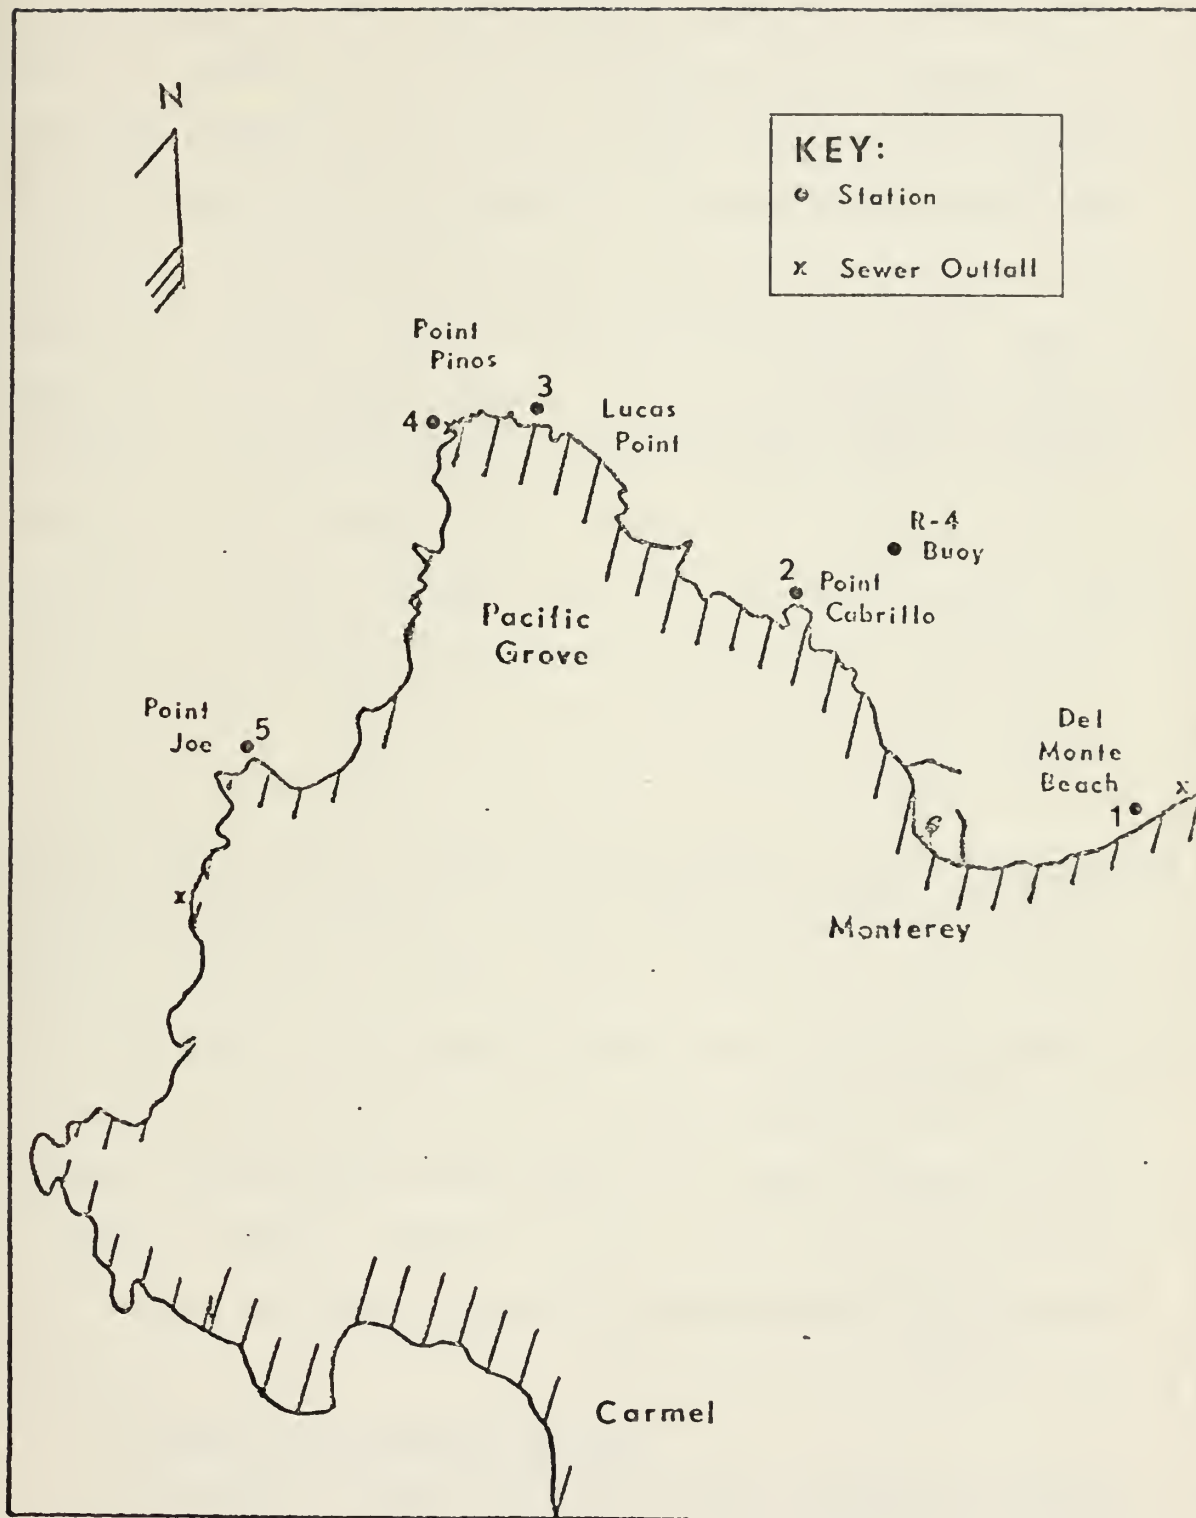 N
KEY:
Station
x Sewer Outfall
Point
Pinos
3
4
x
Lucas
Point
R-4
Buoy
2
Point
Cabrillo
Pacific
Grove
Point
Joe
5
Del
Monte
Beach
x
1
Monterey
x
Carmel